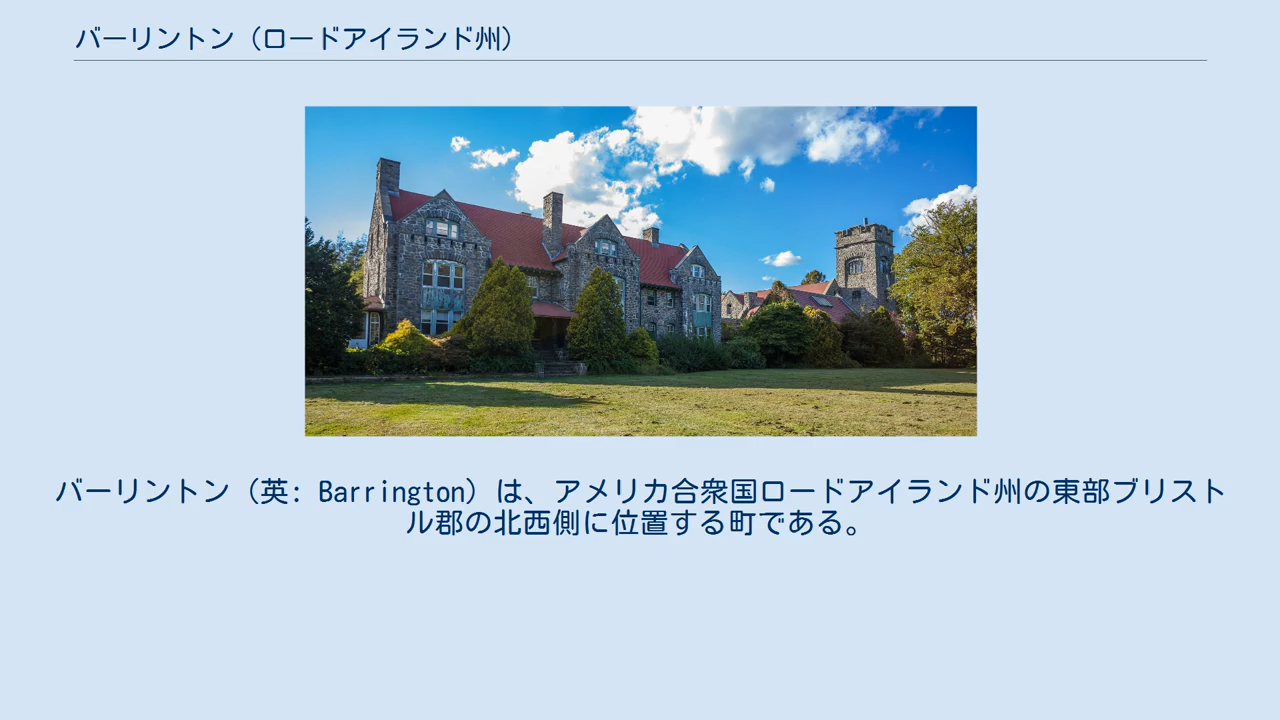 バーリントン（ロードアイランド州）
バーリントン（英: Barrington）は、アメリカ合衆国ロードアイランド州の東部ブリスト
ル郡の北西側に位置する町である。